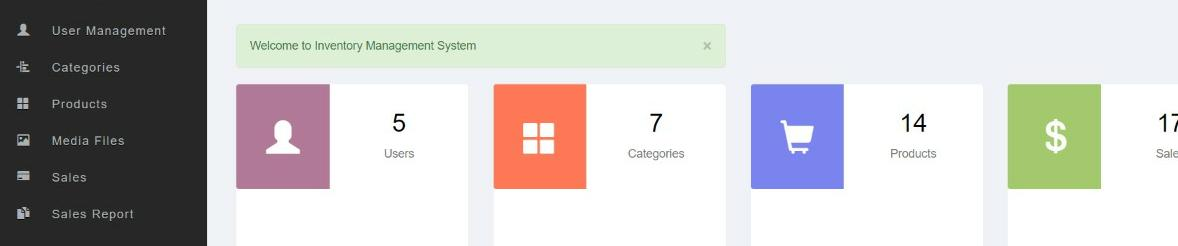 User Management
Categories
Products
Media Files
Sales
Sales Report
Welcome to Inventory Management System ×
5
Users
7
Categories
14
Products
$